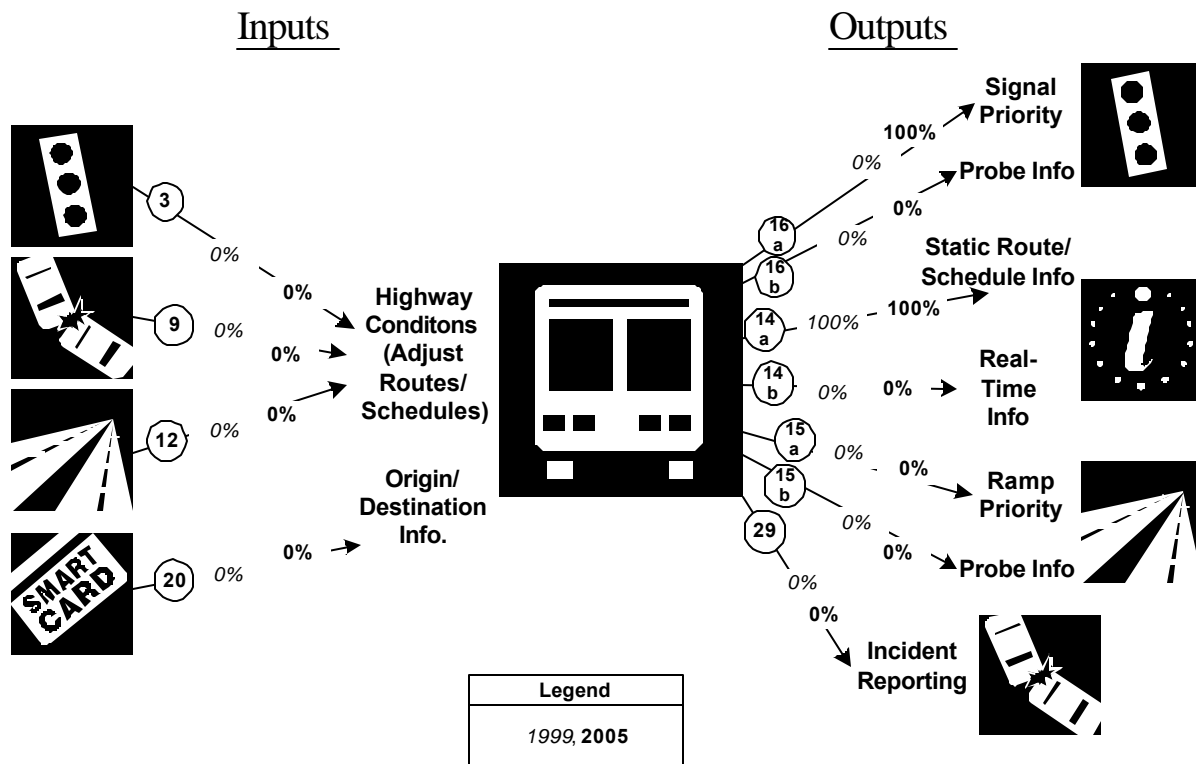 Inputs
Outputs
3
0%
0%
9
0%
0%
12
0%
0%
SMART
CARD
20
0%
0%
Highway
Conditons
(Adjust
Routes/
Schedules)
Origin/
Destination
Info.
16
a
0%
100%
Signal
Priority
16
b
0%
0%
Probe Info
14
a
100%
100%
Static Route/
Schedule Info
i
14
b
0%
0%
Real-
Time
Info
15
a
0%
0%
Ramp
Priority
15
b
0%
0%
Probe Info
29
0%
0%
Incident
Reporting
Legend
1999, 2005